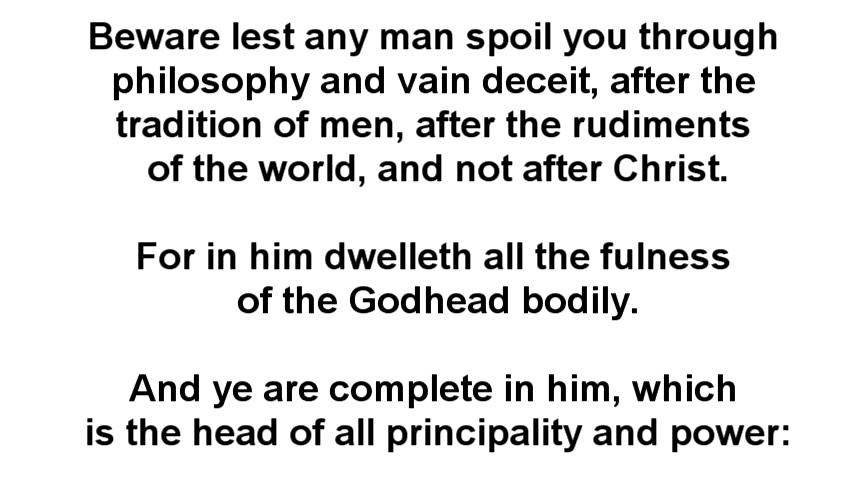 Beware lest any man spoil you through
philosophy and vain deceit, after the
tradition of men, after the rudiments
of the world, and not after Christ.
For in him dwelleth all the fulness
of the Godhead bodily.
And ye are complete in him, which
is the head of all principality and power: